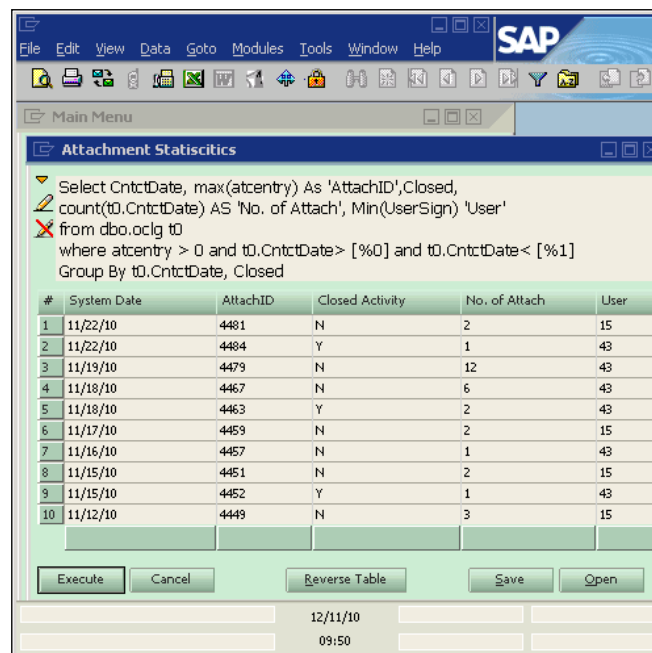 SAP
File Edit View Data Goto Modules Tools Window Help
Main Menu
Attachment Statiscitics
Select CntctDate, max(atcentry) As 'AttachID',Closed,
count(t0.CntctDate) AS 'No. of Attach', Min(UserSign) 'User'
from dbo.oclg t0
where atcentry > 0 and t0.CntctDate> [%0] and t0.CntctDate< [%1]
Group By t0.CntctDate, Closed
# System Date AttachID Closed Activity No. of Attach User
1 11/22/10 4481 N 2 15
2 11/22/10 4484 Y 1 43
3 11/19/10 4479 N 12 43
4 11/18/10 4467 N 6 43
5 11/18/10 4463 Y 2 43
6 11/17/10 4459 N 2 15
7 11/16/10 4457 N 1 43
8 11/15/10 4451 N 2 15
9 11/15/10 4452 Y 1 43
10 11/12/10 4449 N 3 15
Execute Cancel Reverse Table Save Open
12/11/10
09:50